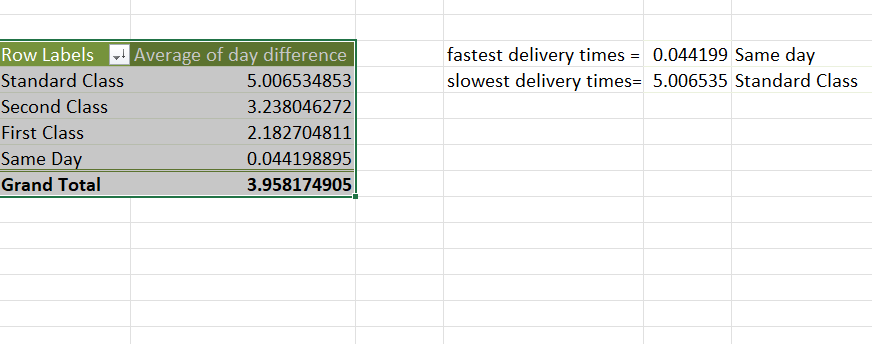 Row Labels Average of day difference fastest delivery times = 0.044199 Same day
Standard Class 5.006534853 slowest delivery times= 5.006535 Standard Class
Second Class 3.238046272
First Class 2.182704811
Same Day 0.044198895
Grand Total 3.958174905